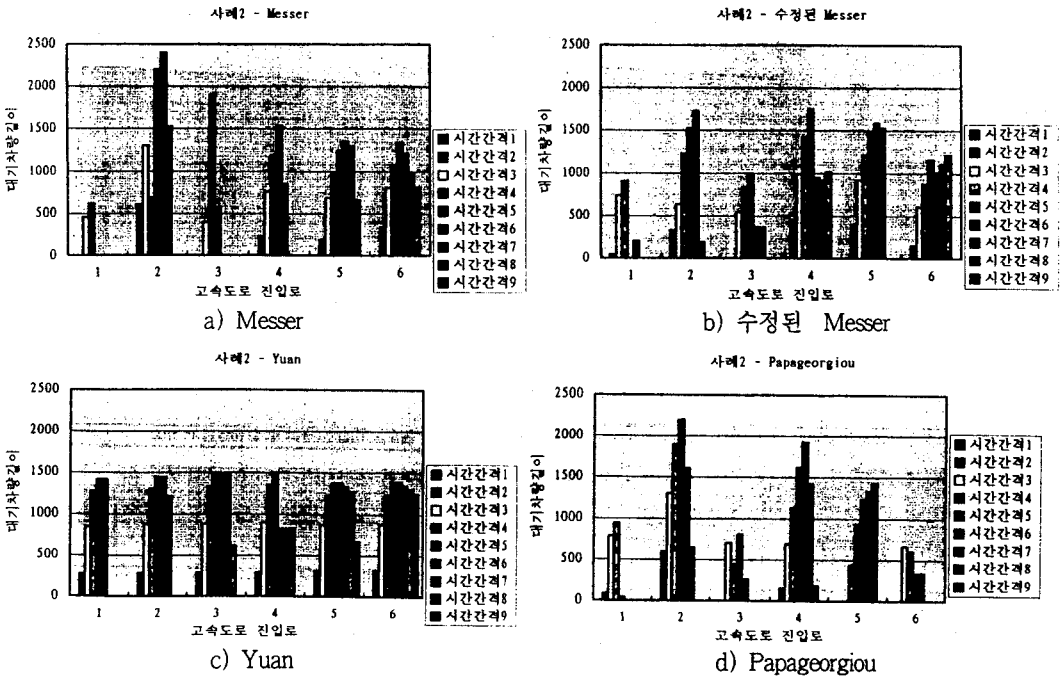 사례2 - Messer
2500
2000
1500
1000
500
0
대기차량길이
1 2 3 4 5 6
고속도로 진입로
시간간격1
시간간격2
시간간격3
시간간격4
시간간격5
시간간격6
시간간격7
시간간격8
시간간격9
a) Messer
사례2 - 수정된 Messer
2500
2000
1500
1000
500
0
대기차량길이
1 2 3 4 5 6
고속도로 진입로
시간간격1
시간간격2
시간간격3
시간간격4
시간간격5
시간간격6
시간간격7
시간간격8
시간간격9
b) 수정된 Messer
사례2 - Yuan
2500
2000
1500
1000
500
0
대기차량길이
1 2 3 4 5 6
고속도로 진입로
시간간격1
시간간격2
시간간격3
시간간격4
시간간격5
시간간격6
시간간격7
시간간격8
시간간격9
c) Yuan
사례2 - Papageorgiou
2500
2000
1500
1000
500
0
대기차량길이
1 2 3 4 5 6
고속도로 진입로
시간간격1
시간간격2
시간간격3
시간간격4
시간간격5
시간간격6
시간간격7
시간간격8
시간간격9
d) Papageorgiou